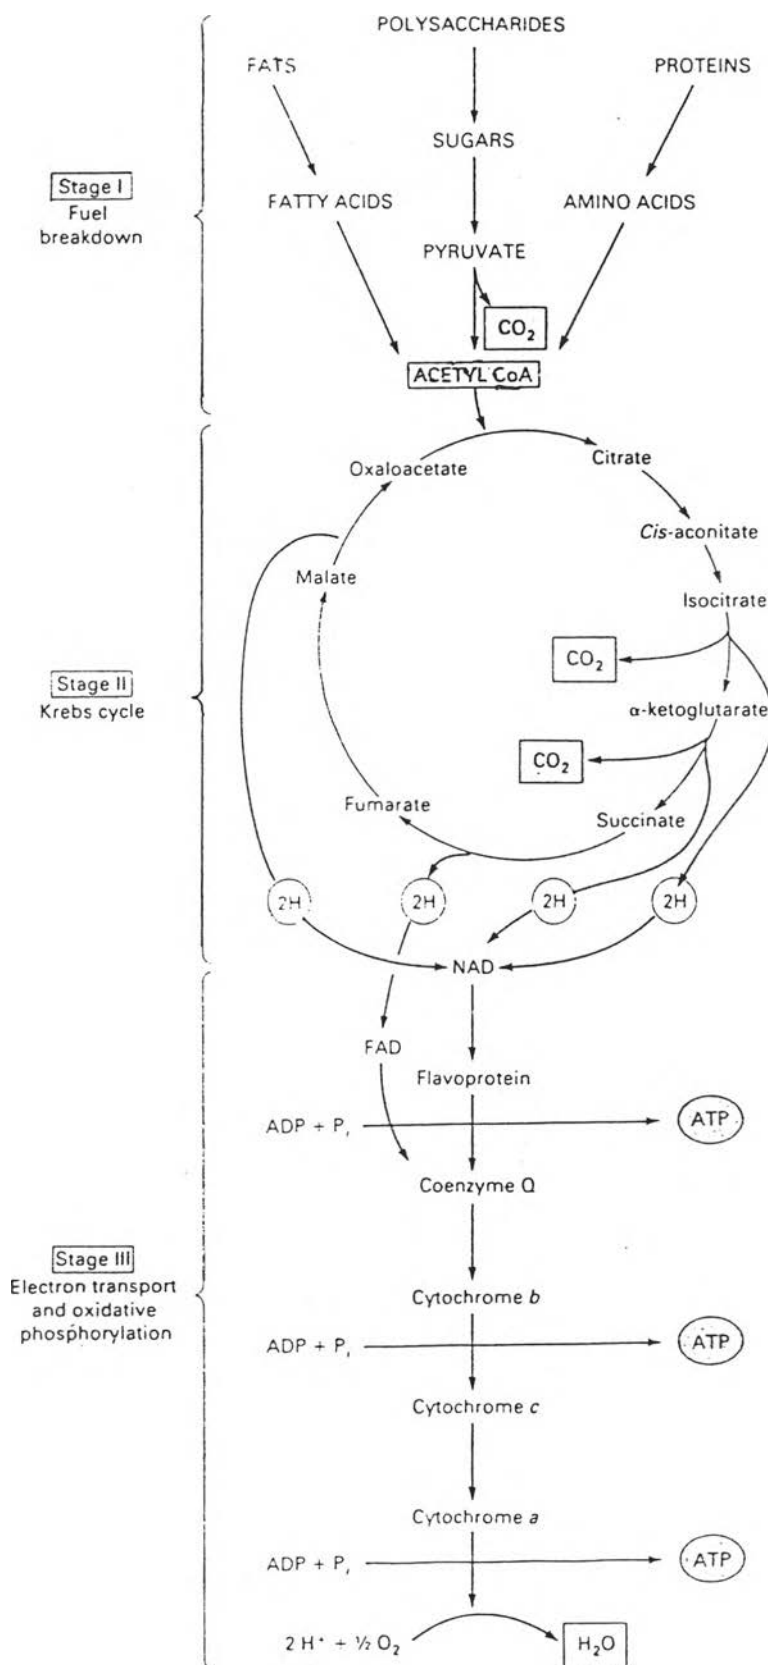 POLYSACCHARIDES
FATS
PROTEINS
SUGARS
Stage I
Fuel
breakdown
FATTY ACIDS
AMINO ACIDS
PYRUVATE
CO₂
ACETYL CoA
Oxaloacetate
Citrate
Cis-aconitate
Malate
Isocitrate
CO₂
Stage II
Krebs cycle
α-ketoglutarate
CO₂
Fumarate
Succinate
2H
2H
2H
2H
NAD
FAD
Flavoprotein
ADP + Pᵢ
ATP
Coenzyme Q
Stage III
Electron transport
and oxidative
phosphorylation
Cytochrome b
ADP + Pᵢ
ATP
Cytochrome c
Cytochrome a
ADP + Pᵢ
ATP
2 H⁺ + ½ O₂
H₂O